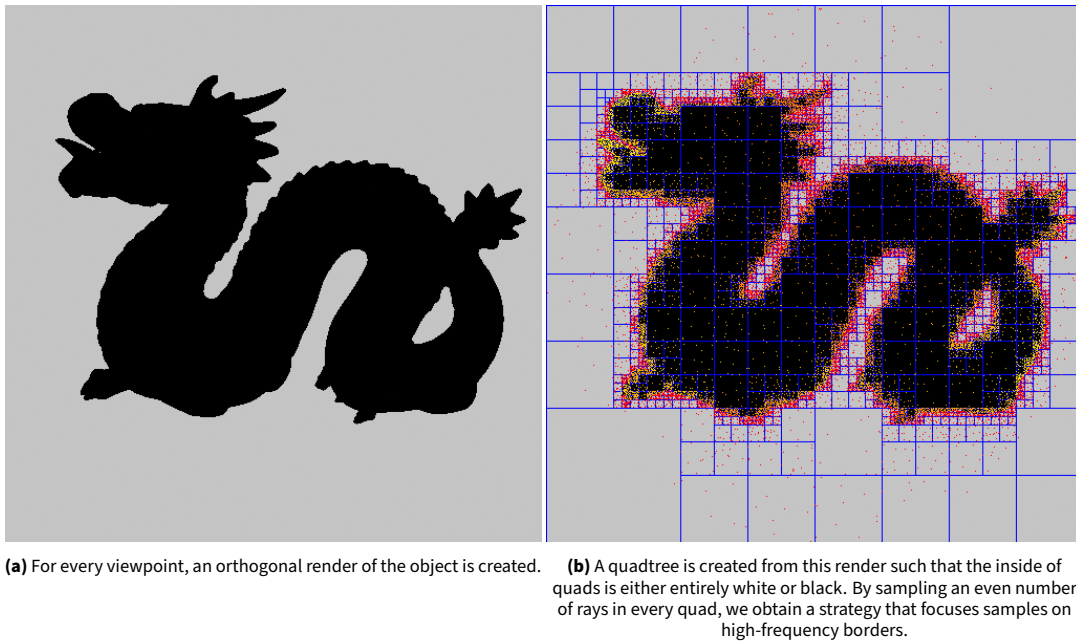 (a) For every viewpoint, an orthogonal render of the object is created.
(b) A quadtree is created from this render such that the inside of
quads is either entirely white or black. By sampling an even number
of rays in every quad, we obtain a strategy that focuses samples on
high-frequency borders.